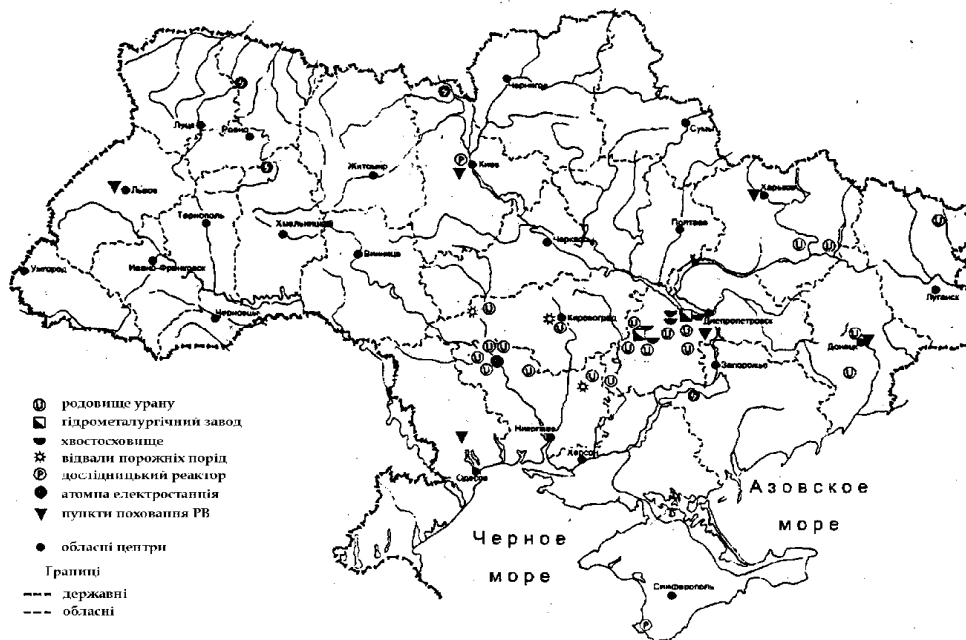 Чернигов
Сумы
Луцк
Ровно
Житомир
Киев
Львов
Харьков
Тернополь
Хмельницкий
Полтава
Черкассы
Винница
Ужгород
Ивано-Франковск
Луганск
Черновцы
Кировоград
Днепропетровск
Донецк
Запорожье
Николаев
Херсон
Одесса
родовище урану
гідрометалургічний завод
хвостосховище
відвали порожніх порід
дослідницький реактор
атомна електростанція
пункти поховання РВ
обласні центри
Границі
державні
обласні
Азовское
море
Черное
море
Симферополь